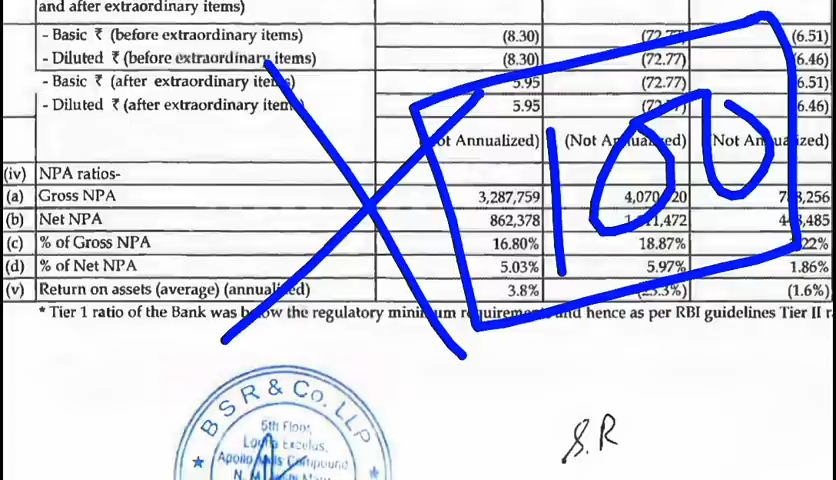 and after extraordinary items)
- Basic ₹ (before extraordinary items) (8.30) (72.77) (6.51)
- Diluted ₹ (before extraordinary items) (8.30) (72.77) (6.46)
- Basic ₹ (after extraordinary items) 5.95 (72.77) (6.51)
- Diluted ₹ (after extraordinary items) 5.95 (6.46)
(Not Annualized) (Not Annualized) (Not Annualized)
100
(iv) NPA ratios-
(a) Gross NPA 3,287,759
(b) Net NPA 862,378
(c) % of Gross NPA 16.80% 18.87%
(d) % of Net NPA 5.03% 5.97% 1.86%
(v) Return on assets (average) (annualized) 3.8% (1.6%)
* Tier 1 ratio of the Bank was below the regulatory minimum requirement and hence as per RBI guidelines Tier II
B S R & Co. LLP
5th Floor,
Apollo Mills Compound
S.R